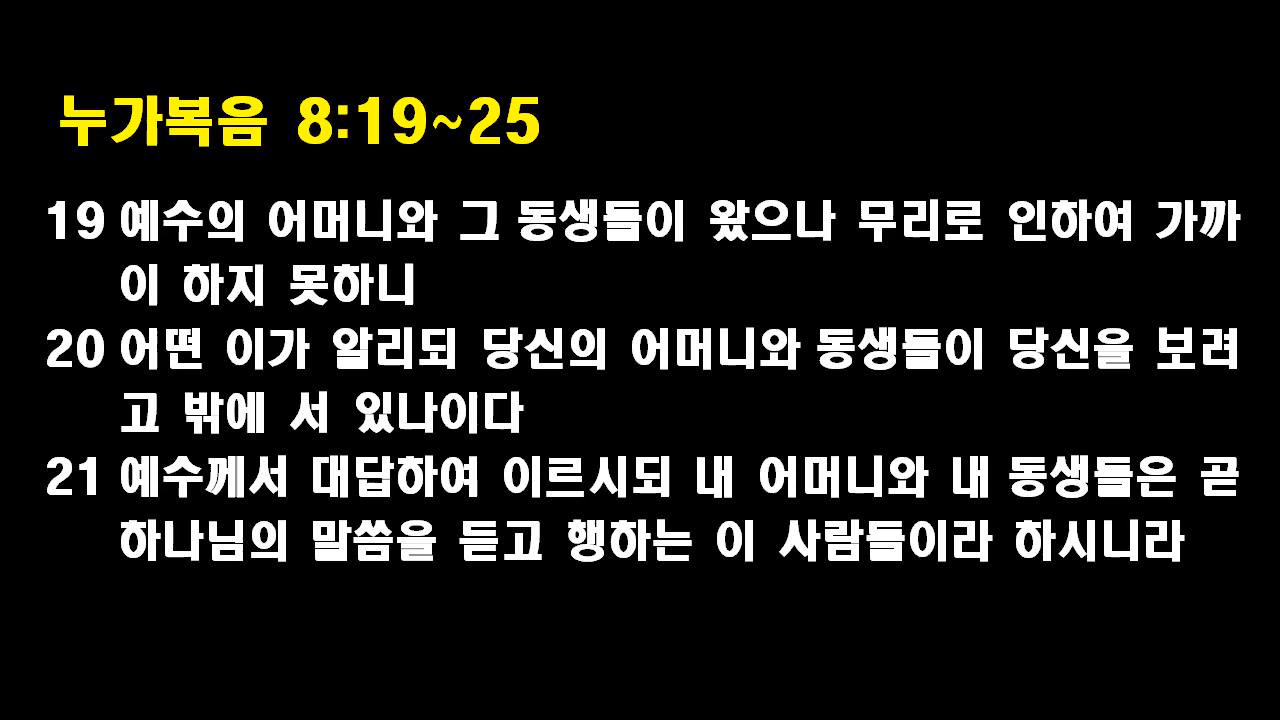 누가복음 8:19~25
19 예수의 어머니와 그 동생들이 왔으나 무리로 인하여 가까
이 하지 못하니
20 어떤 이가 알리되 당신의 어머니와 동생들이 당신을 보려
고 밖에 서 있나이다
21 예수께서 대답하여 이르시되 내 어머니와 내 동생들은 곧
하나님의 말씀을 듣고 행하는 이 사람들이라 하시니라